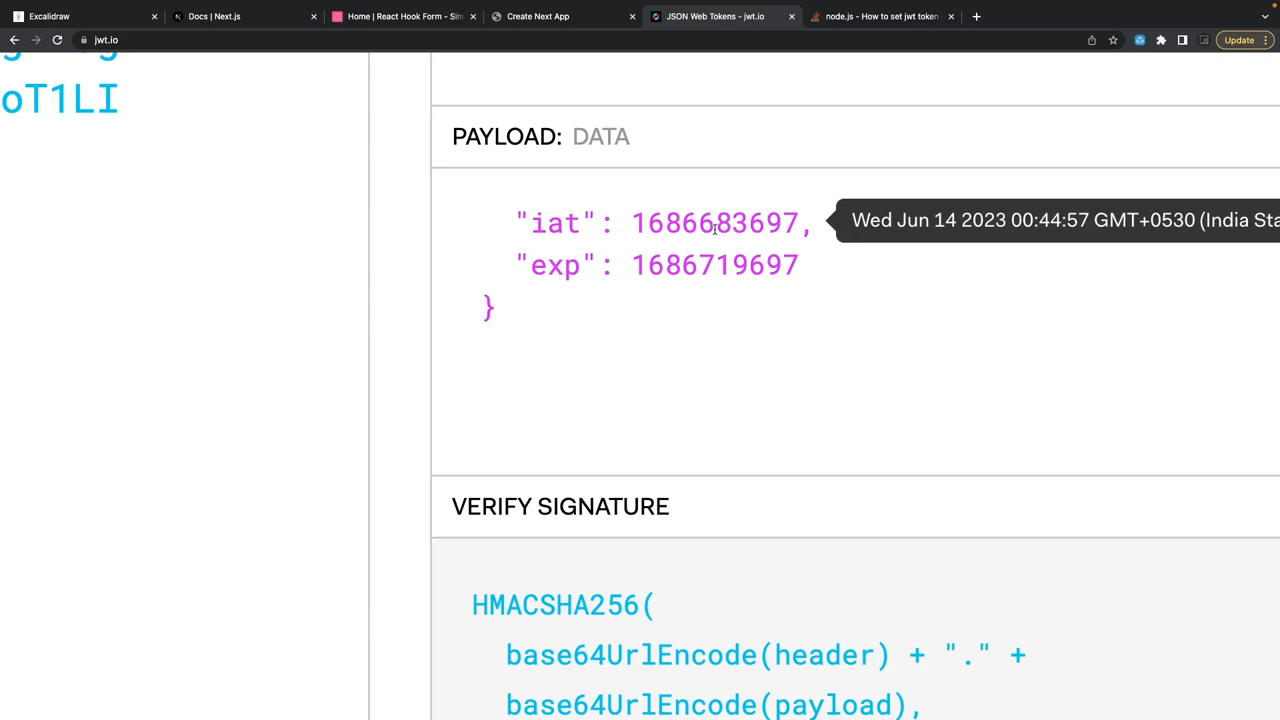 Excalidraw
Docs | Next.js
Home | React Hook Form - Sim
Create Next App
JSON Web Tokens - jwt.io
node.js - How to set jwt token
jwt.io
Update
oT1LI
PAYLOAD: DATA
"iat": 1686683697,
Wed Jun 14 2023 00:44:57 GMT+0530 (India Sta
"exp": 1686719697
}
VERIFY SIGNATURE
HMACSHA256(
base64UrlEncode(header) + "." +
base64UrlEncode(payload),